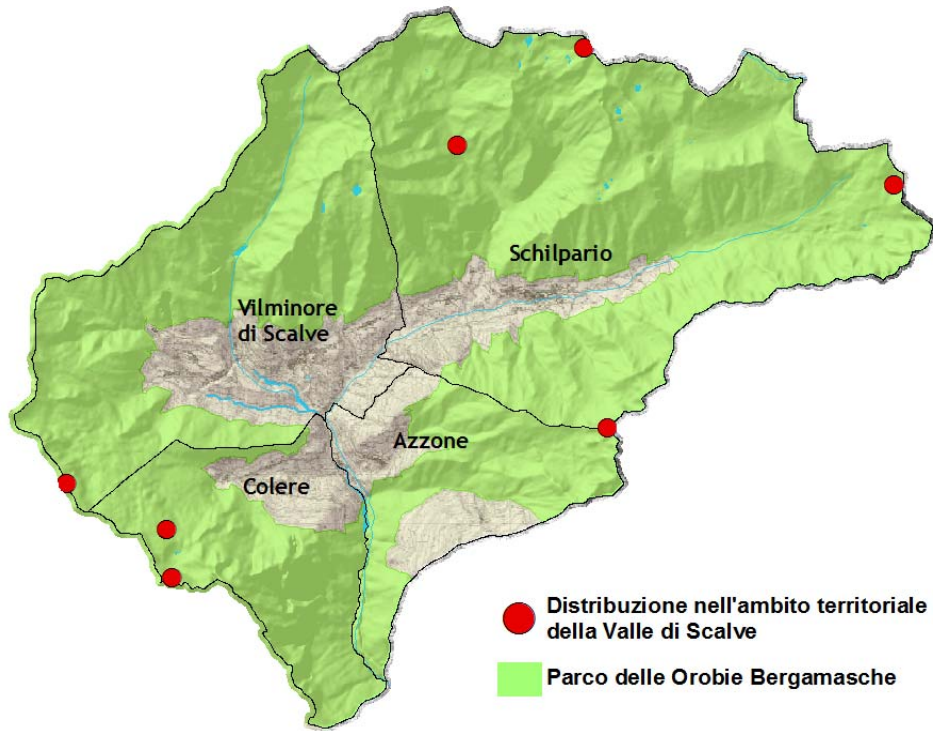 Schilpario
Vilminore
di Scalve
Azzone
Colere
Distribuzione nell'ambito territoriale
della Valle di Scalve
Parco delle Orobie Bergamasche